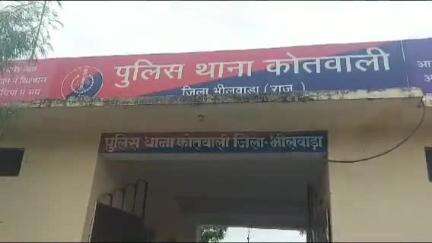 पुलिस थाना कोतवाली
जिला भीलवाड़ा (राज.)
पुलिस थाना कोतवाली जिला-भीलवाड़ा